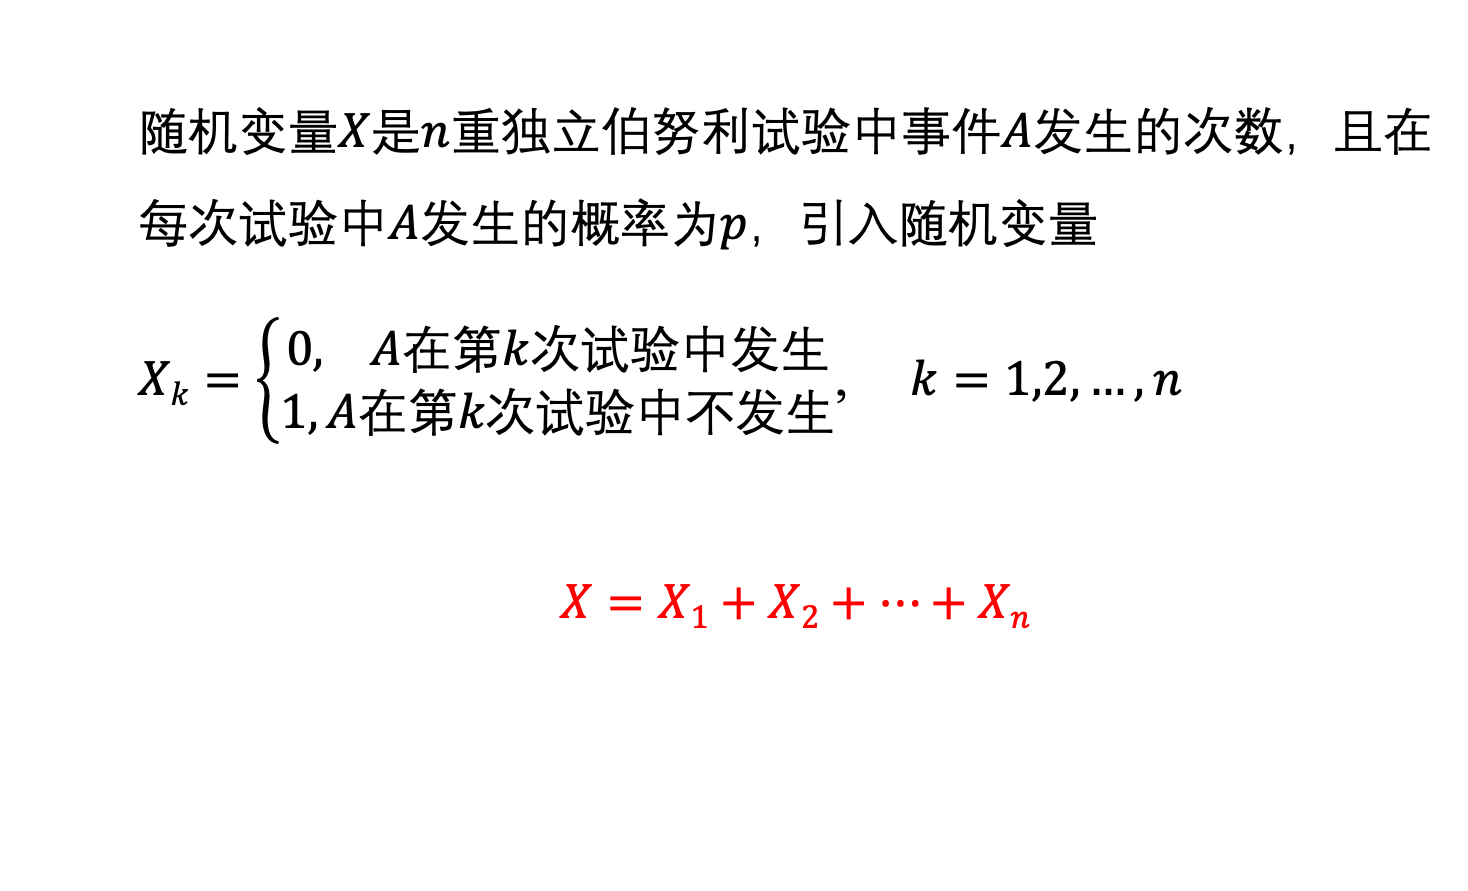 随机变量X是n重独立伯努利试验中事件A发生的次数，且在
每次试验中A发生的概率为p，引入随机变量
X_k = {0, A在第k次试验中发生
1, A在第k次试验中不发生, k = 1,2, … , n
X = X_1 + X_2 + ⋯ + X_n